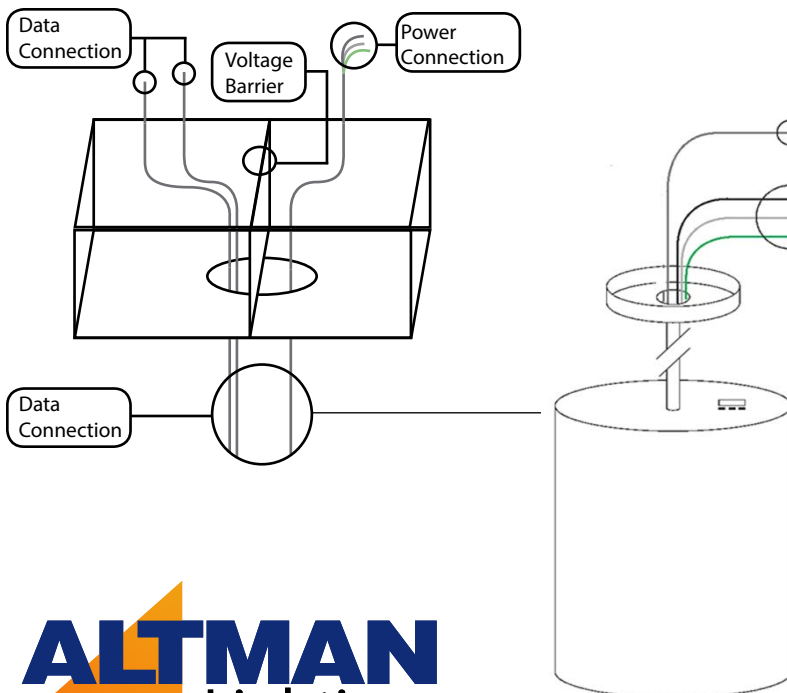 Data
Connection
Voltage
Barrier
Power
Connection
Data
Connection
ALTMAN